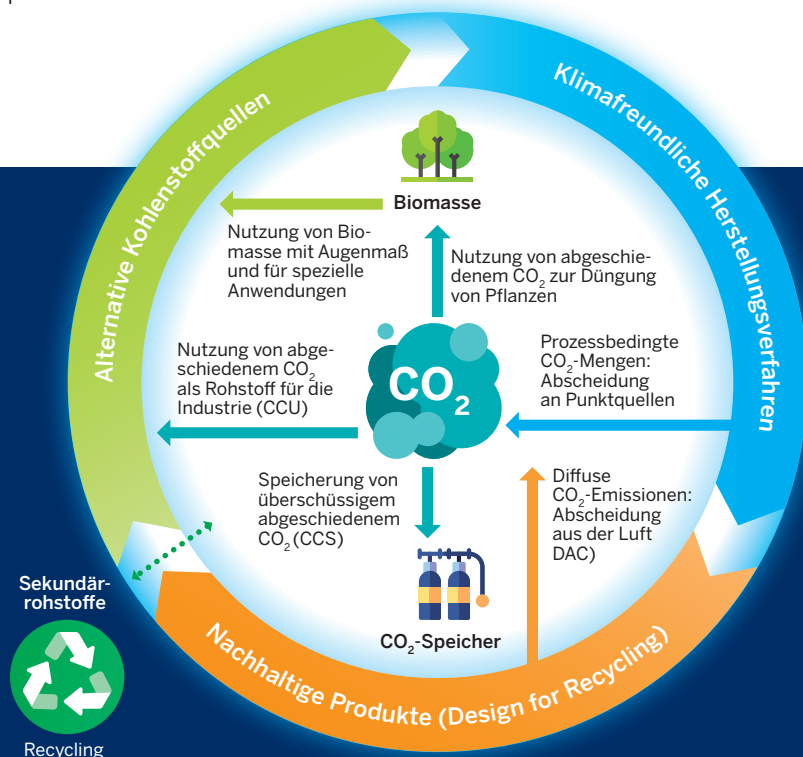 Alternative Kohlenstoffquellen
Klimafreundliche Herstellungsverfahren
Biomasse
Nutzung von Bio-
masse mit Augenmaß
und für spezielle
Anwendungen
Nutzung von abgeschie-
denem CO₂ zur Düngung
von Pflanzen
Nutzung von abge-
schiedenem CO₂
als Rohstoff für die
Industrie (CCU)
CO₂
Prozessbedingte
CO₂-Mengen:
Abscheidung
an Punktquellen
Speicherung von
überschüssigem
abgeschiedenem
CO₂ (CCS)
Diffuse
CO₂-Emissionen:
Abscheidung
aus der Luft
DAC)
CO₂-Speicher
Nachhaltige Produkte (Design for Recycling)
Sekundär-
rohstoffe
Recycling